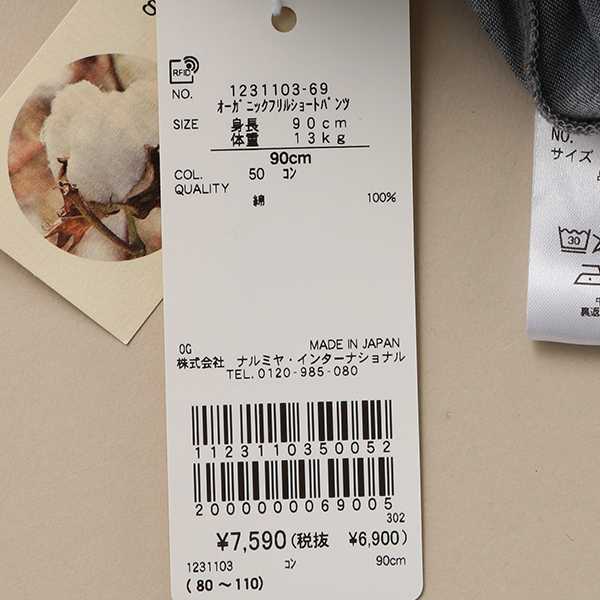 RFID
NO. 1231103-69
オーガニックフリルショートパンツ
SIZE 身長 90cm
体重 13kg
90cm
COL. 50 コン
QUALITY
綿 100%
OG MADE IN JAPAN
株式会社 ナルミヤ・インターナショナル
TEL. 0120-985-080
1123110350052
2000000069005
302
¥7,590(税抜 ¥6,900)
1231103 コン 90cm
(80〜110)
NO.
サイズ
30
裏返